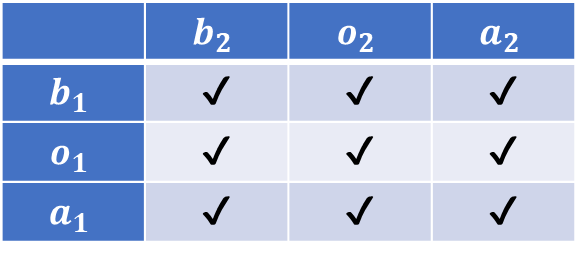 b₂ o₂ a₂
b₁ ✓ ✓ ✓
o₁ ✓ ✓ ✓
a₁ ✓ ✓ ✓